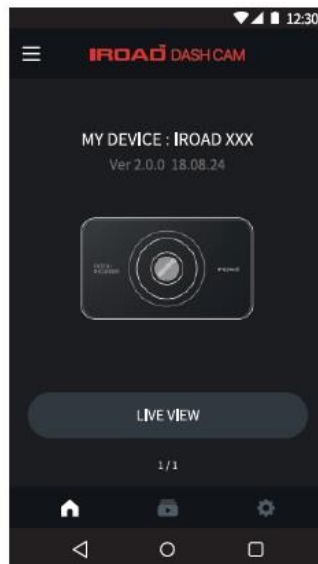 12:30
IROAD DASH CAM
MY DEVICE : IROAD XXX
Ver 2.0.0 18.08.24
LIVE VIEW
1/1